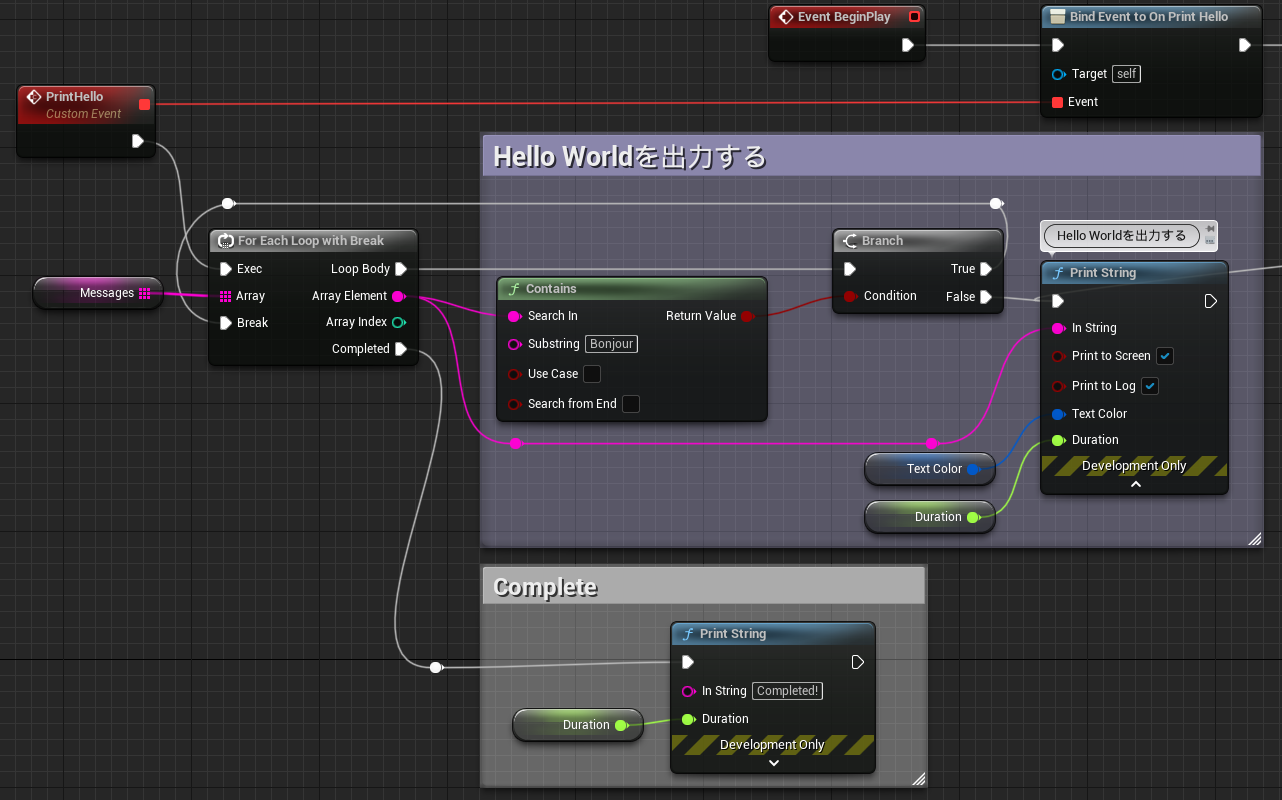 Event BeginPlay
Bind Event to On Print Hello
Target self
Event
PrintHello
Custom Event
Hello Worldを出力する
For Each Loop with Break
Exec Loop Body
Array Array Element
Break Array Index
Completed
Messages
Contains
Search In Return Value
Substring Bonjour
Use Case
Search from End
Branch
True
Condition False
Hello Worldを出力する
Print String
In String
Print to Screen
Print to Log
Text Color
Duration
Development Only
Text Color
Duration
Complete
Print String
In String Completed!
Duration
Development Only
Duration